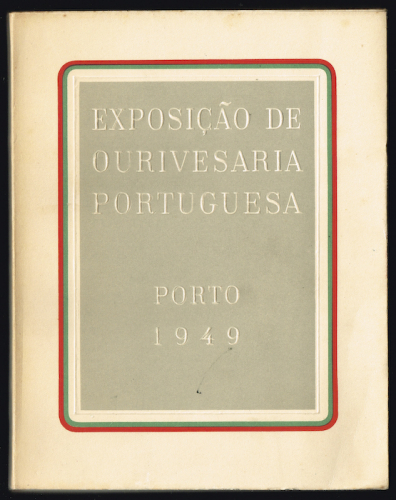 EXPOSIÇÃO DE
OURIVESARIA
PORTUGUESA
PORTO
1949